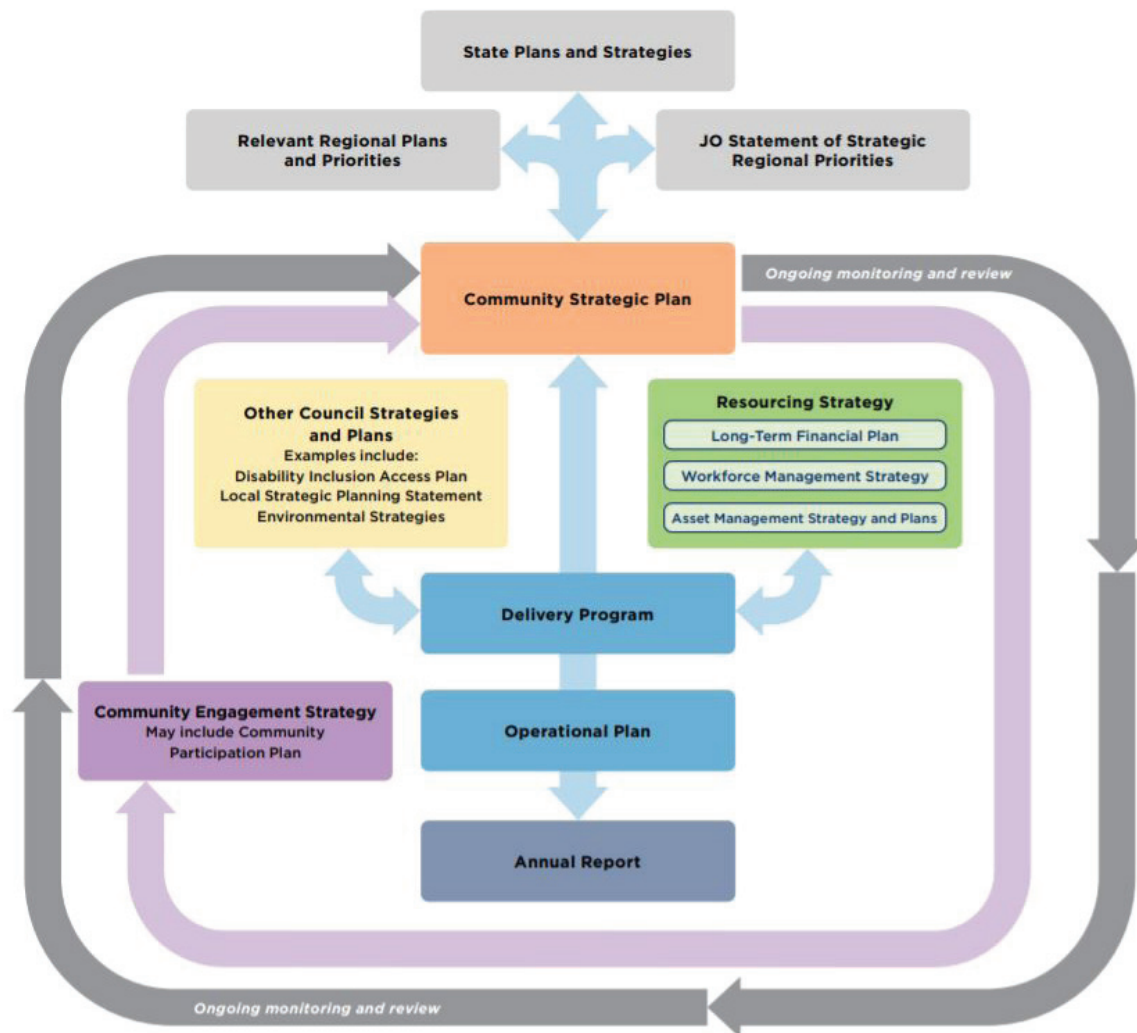 State Plans and Strategies
Relevant Regional Plans
and Priorities
JO Statement of Strategic
Regional Priorities
Community Strategic Plan
Ongoing monitoring and review
Other Council Strategies
and Plans
Examples include:
Disability Inclusion Access Plan
Local Strategic Planning Statement
Environmental Strategies
Resourcing Strategy
Long-Term Financial Plan
Workforce Management Strategy
Asset Management Strategy and Plans
Delivery Program
Community Engagement Strategy
May include Community
Participation Plan
Operational Plan
Annual Report
Ongoing monitoring and review